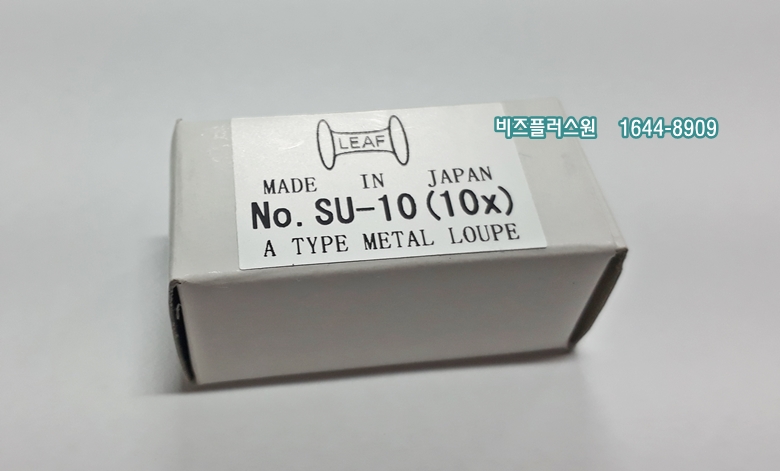 비즈플러스원 1644-8909
LEAF
MADE IN JAPAN
No. SU-10(10x)
A TYPE METAL LOUPE